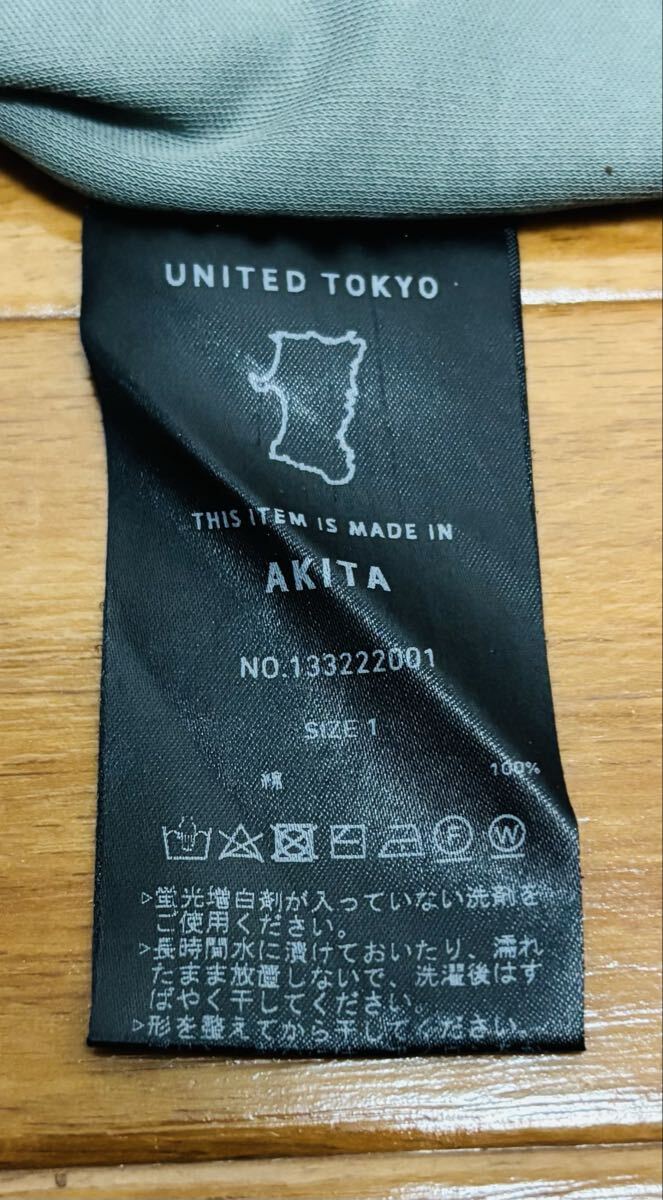 UNITED TOKYO
THIS ITEM IS MADE IN
AKITA
NO.133222001
SIZE 1
綿 100%
F W
▷蛍光増白剤が入っていない洗剤を
ご使用ください。
▷長時間水に漬けておいたり、濡れ
たまま放置しないで、洗濯後はす
ばやく干してください。
▷形を整えてから干してください。